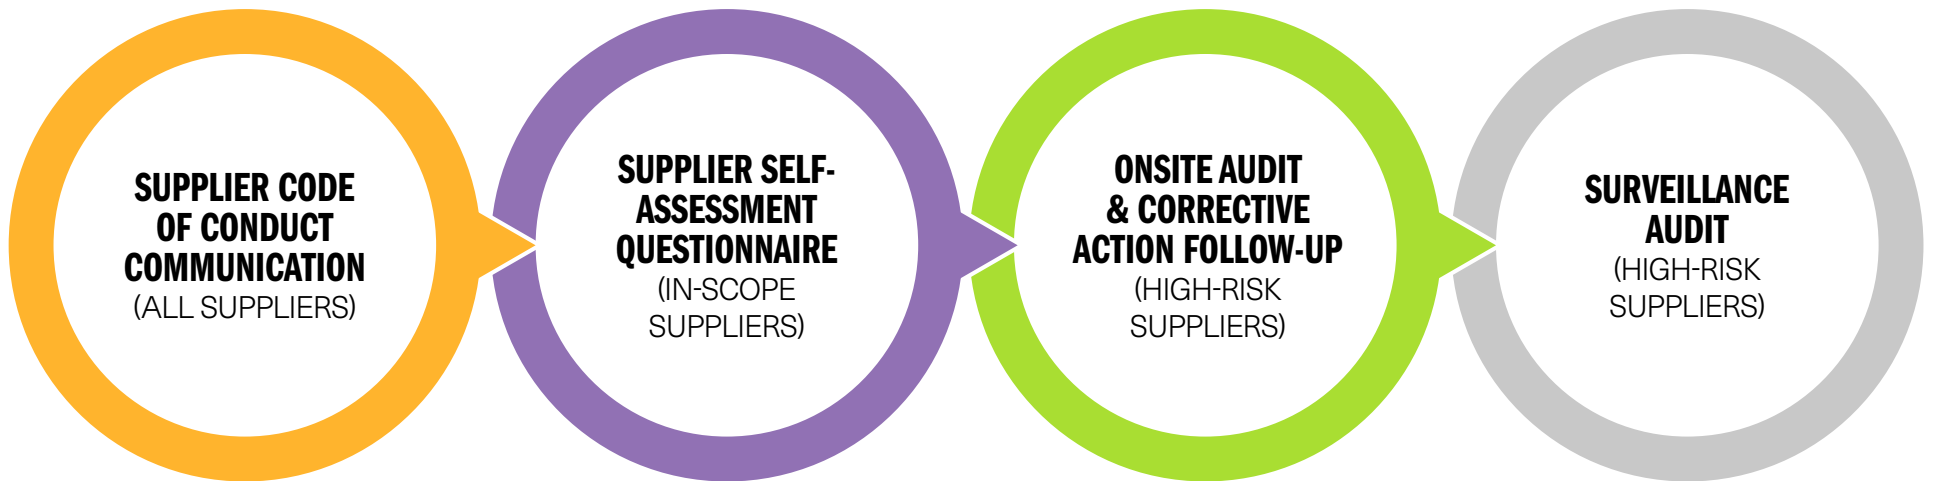 SUPPLIER CODE
OF CONDUCT
COMMUNICATION
(ALL SUPPLIERS)
SUPPLIER SELF-
ASSESSMENT
QUESTIONNAIRE
(IN-SCOPE
SUPPLIERS)
ONSITE AUDIT
& CORRECTIVE
ACTION FOLLOW-UP
(HIGH-RISK
SUPPLIERS)
SURVEILLANCE
AUDIT
(HIGH-RISK
SUPPLIERS)